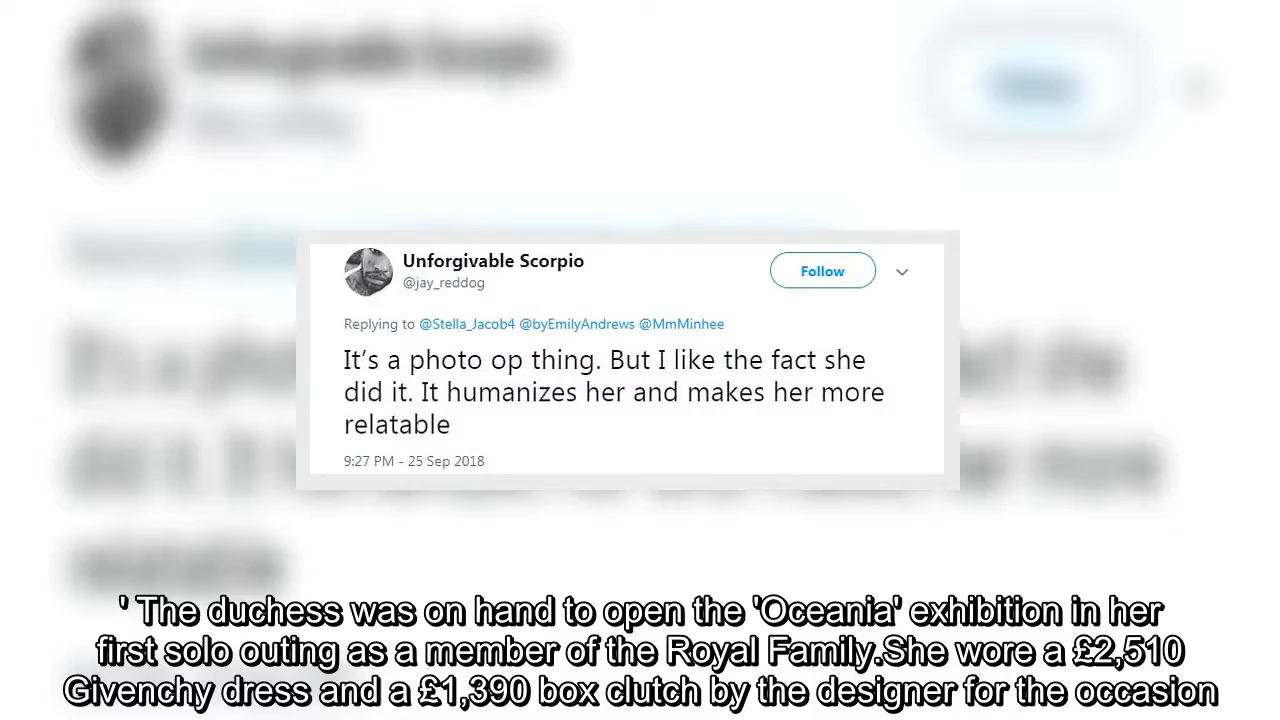 Unforgivable Scorpio
@jay_reddog
Follow
Replying to @Stella_Jacob4 @byEmilyAndrews @MmMinhee
It’s a photo op thing. But I like the fact she
did it. It humanizes her and makes her more
relatable
9:27 PM - 25 Sep 2018
' The duchess was on hand to open the 'Oceania' exhibition in her
first solo outing as a member of the Royal Family.She wore a £2,510
Givenchy dress and a £1,390 box clutch by the designer for the occasion